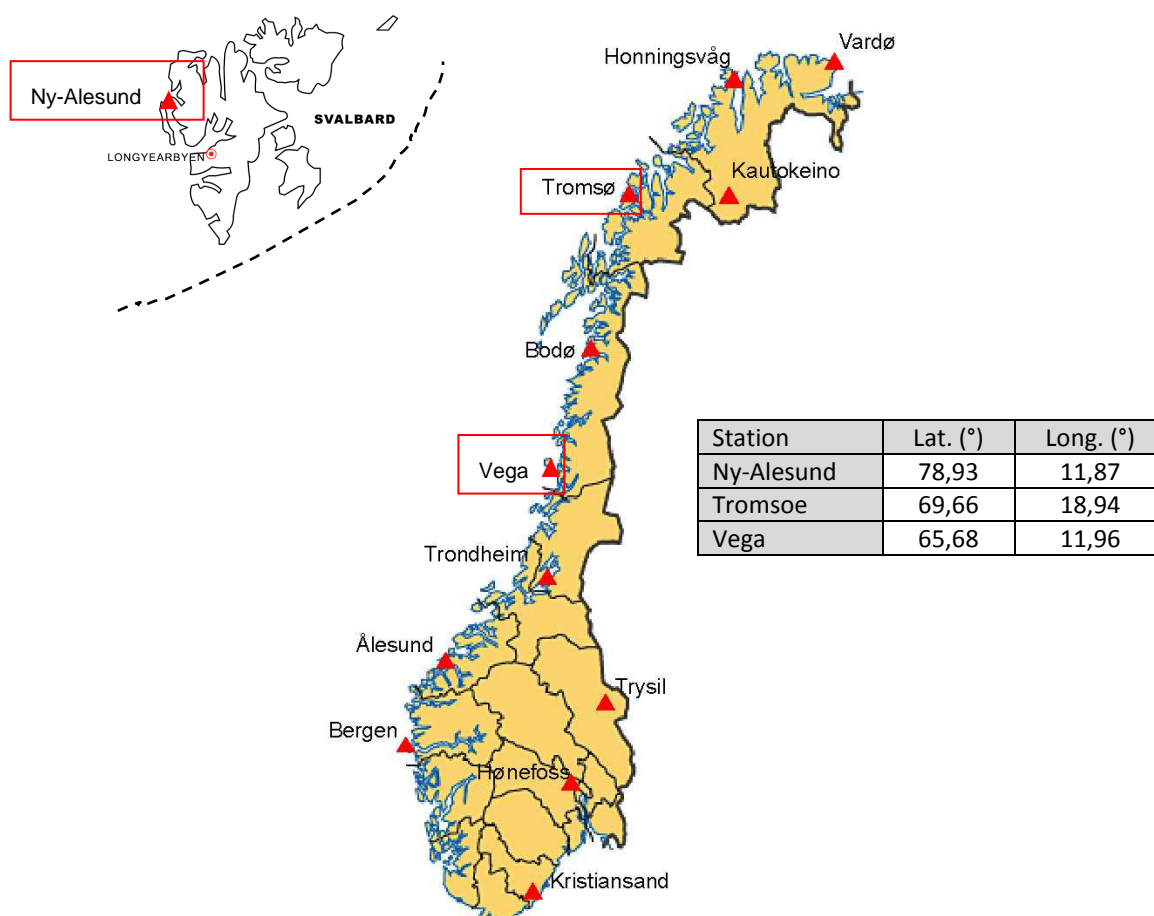 Vardø
Honningsvåg
Ny-Alesund
SVALBARD
LONGYEARBYEN
Kautokeino
Tromsø
Bodø
Station Lat. (°) Long. (°)
Ny-Alesund 78,93 11,87
Tromsoe 69,66 18,94
Vega 65,68 11,96
Vega
Trondheim
Ålesund
Trysil
Bergen
Hønefoss
Kristiansand